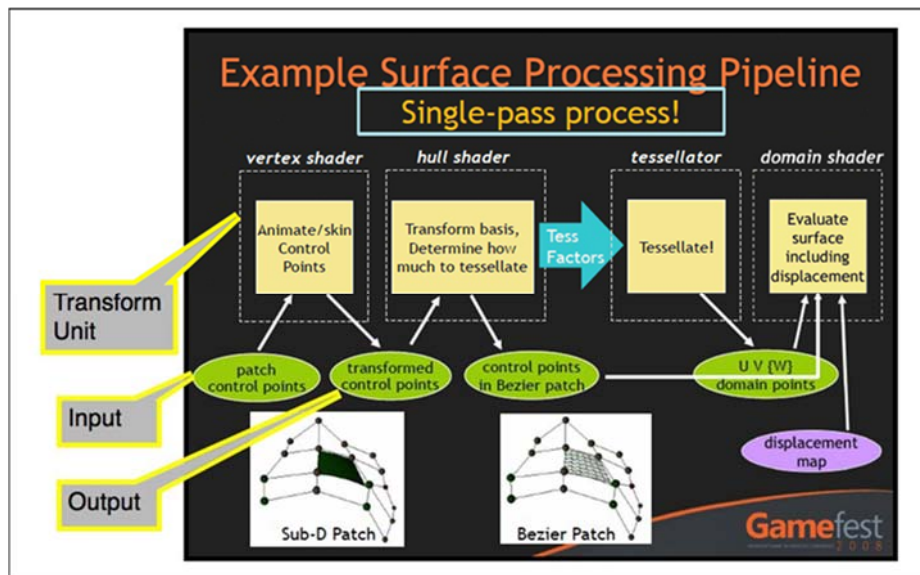 Example Surface Processing Pipeline
Single-pass process!
vertex shader
hull shader
tessellator
domain shader
Animate/skin
Control
Points
Transform basis,
Determine how
much to tessellate
Tess
Factors
Tessellate!
Evaluate
surface
including
displacement
Transform
Unit
patch
control points
transformed
control points
control points
in Bezier patch
U V {W}
domain points
Input
displacement
map
Output
Sub-D Patch
Bezier Patch
Gamefest
2008